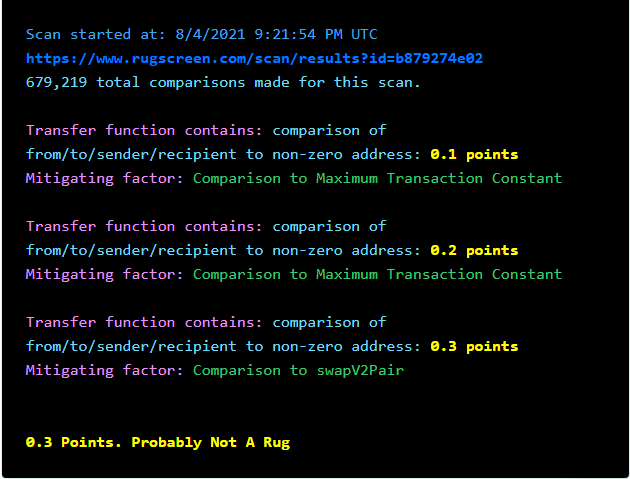 Scan started at: 8/4/2021 9:21:54 PM UTC
https://www.rugscreen.com/scan/results?id=b879274e02
679,219 total comparisons made for this scan.
Transfer function contains: comparison of
from/to/sender/recipient to non-zero address: 0.1 points
Mitigating factor: Comparison to Maximum Transaction Constant
Transfer function contains: comparison of
from/to/sender/recipient to non-zero address: 0.2 points
Mitigating factor: Comparison to Maximum Transaction Constant
Transfer function contains: comparison of
from/to/sender/recipient to non-zero address: 0.3 points
Mitigating factor: Comparison to swapV2Pair
0.3 Points. Probably Not A Rug